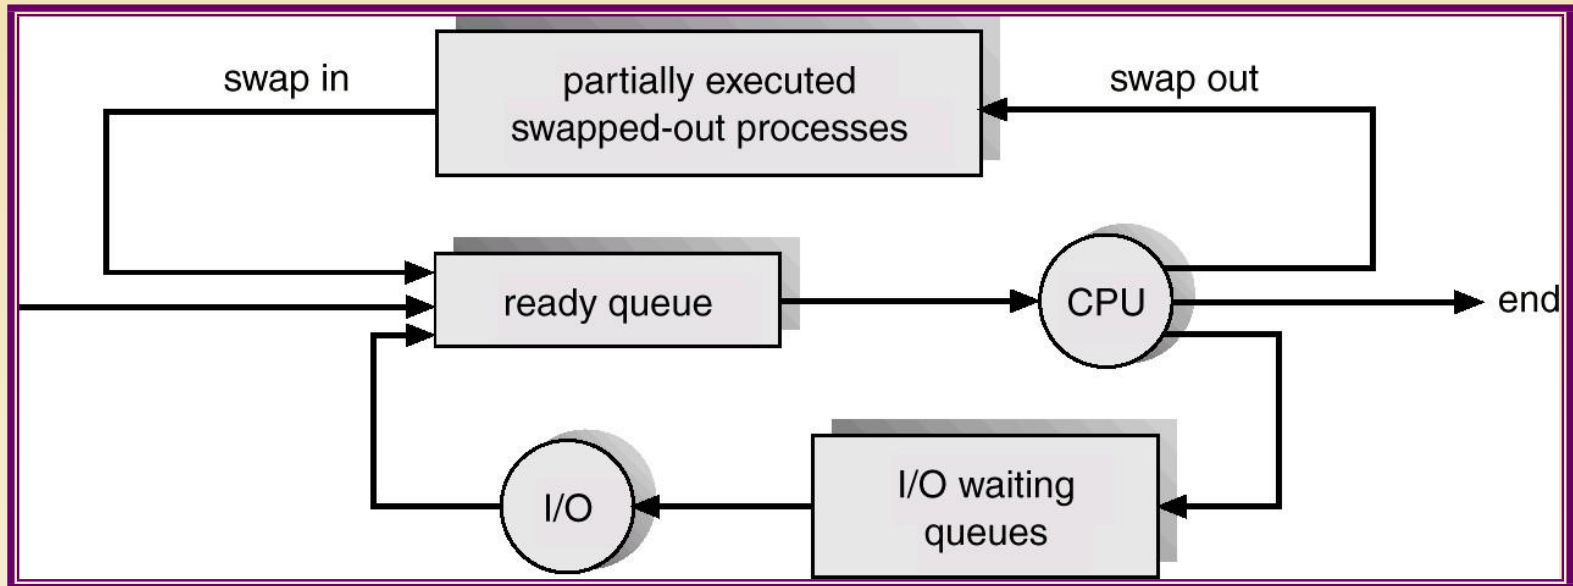 swap in
partially executed
swapped-out processes
swap out
ready queue
CPU
end
I/O
I/O waiting
queues